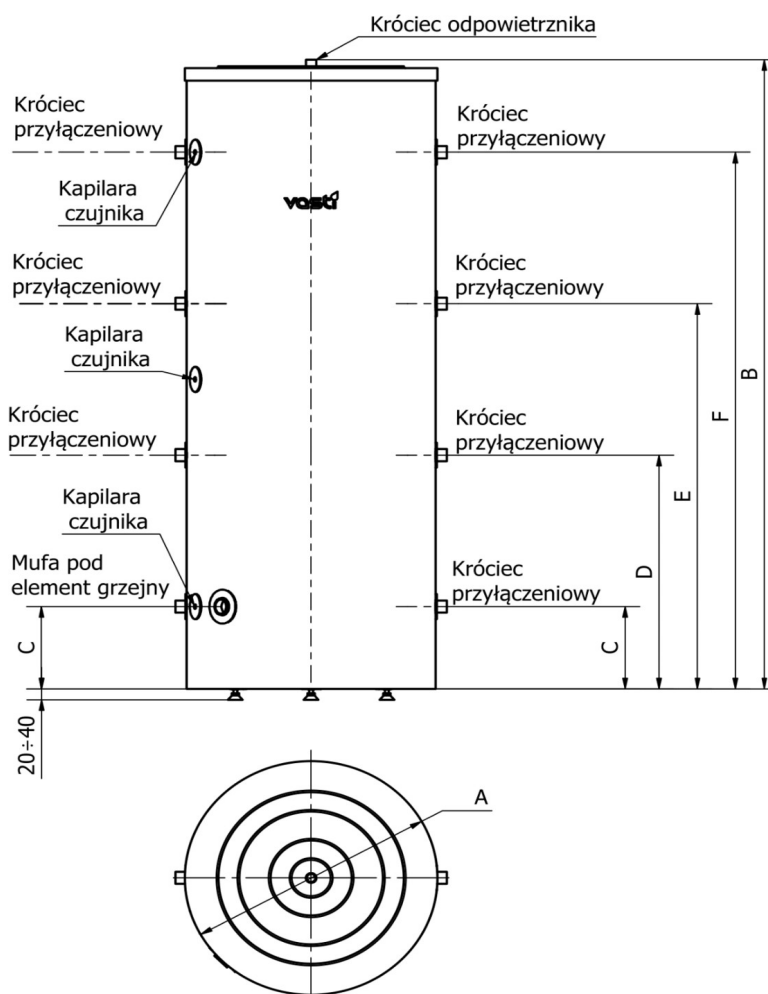 Króciec odpowietrznika
Króciec
przyłączeniowy
Króciec
przyłączeniowy
Kapilara
czujnika
vasti
Króciec
przyłączeniowy
Króciec
przyłączeniowy
Kapilara
czujnika
B
F
Króciec
przyłączeniowy
Króciec
przyłączeniowy
E
Kapilara
czujnika
D
Mufa pod
element grzejny
Króciec
przyłączeniowy
C
C
20÷40
A